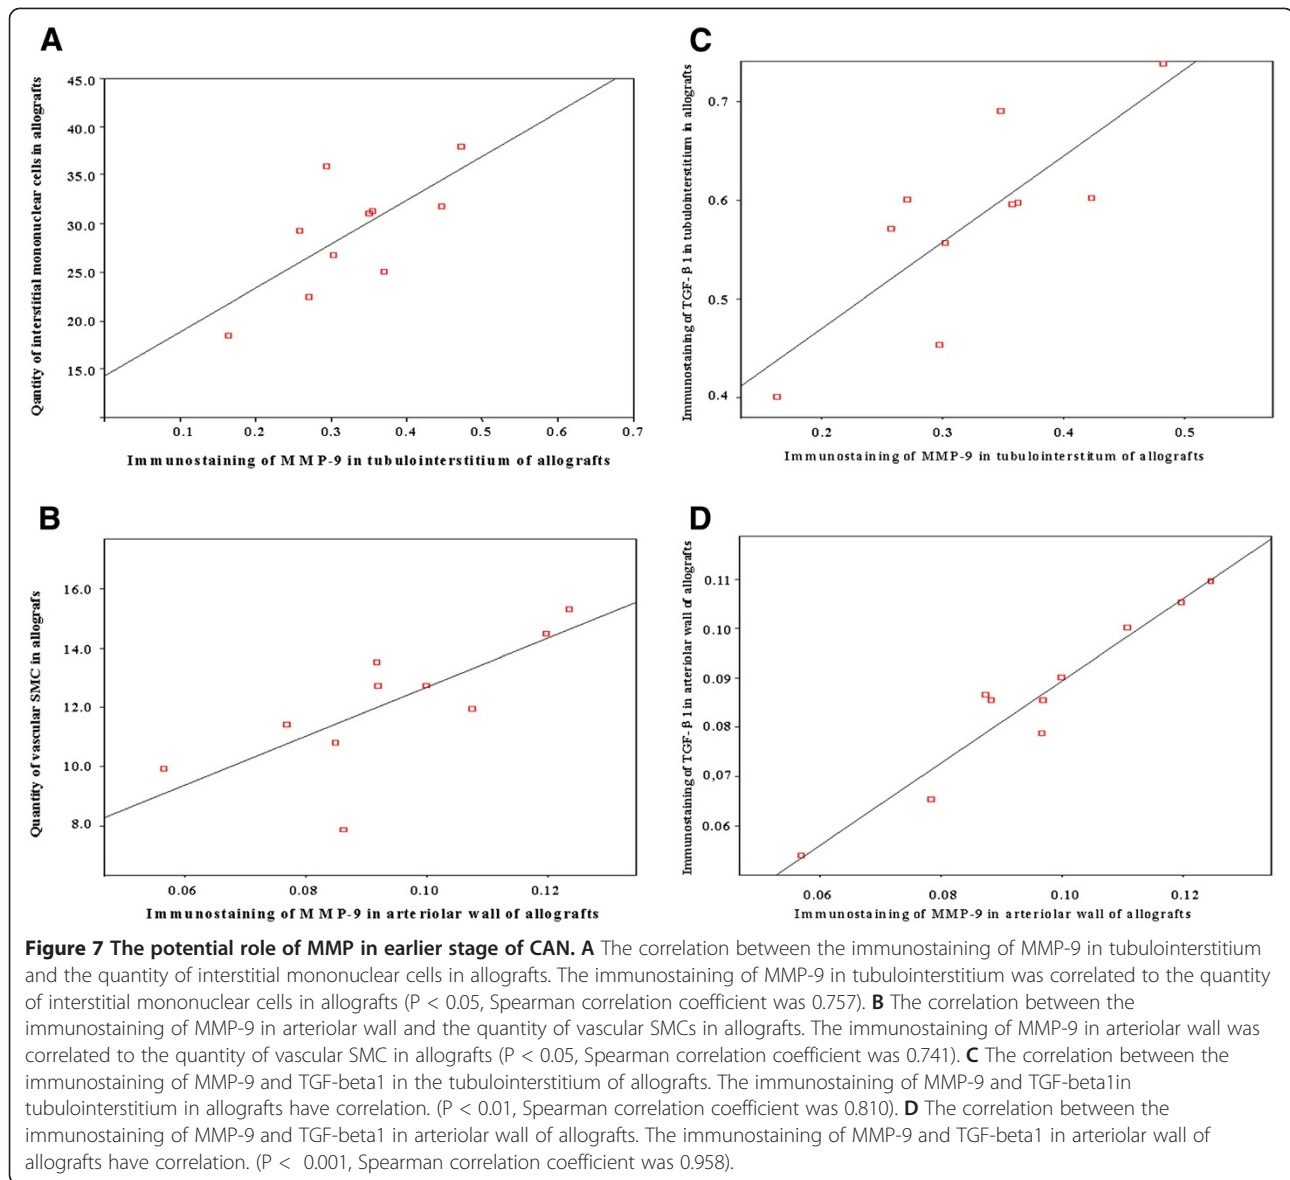 A
Qantity of interstitial mononuclear cells in allografts
45.0
40.0
35.0
30.0
25.0
20.0
15.0
0.1 0.2 0.3 0.4 0.5 0.6 0.7
Immunostaining of MMP-9 in tubulointerstitium of allografts
C
Immunostaining of TGF-β1 in tubulointerstitium in allografts
0.7
0.6
0.5
0.4
0.2 0.3 0.4 0.5
Immunostaining of MMP-9 in tubulointerstitum of allografts
B
Quantity of vascular SMC in allografs
16.0
14.0
12.0
10.0
8.0
0.06 0.08 0.10 0.12
Immunostaining of MMP-9 in arteriolar wall of allografts
D
Immunostaining of TGF-β1 in arteriolar wall of allografts
0.11
0.10
0.09
0.08
0,07
0.06
0.06 0.08 0.10 0.12
Immunostaining of MMP-9 in arteriolar wall of allografts
Figure 7 The potential role of MMP in earlier stage of CAN. A The correlation between the immunostaining of MMP-9 in tubulointerstitium
and the quantity of interstitial mononuclear cells in allografts. The immunostaining of MMP-9 in tubulointerstitium was correlated to the quantity
of interstitial mononuclear cells in allografts (P < 0.05, Spearman correlation coefficient was 0.757). B The correlation between the
immunostaining of MMP-9 in arteriolar wall and the quantity of vascular SMCs in allografts. The immunostaining of MMP-9 in arteriolar wall was
correlated to the quantity of vascular SMC in allografts (P < 0.05, Spearman correlation coefficient was 0.741). C The correlation between the
immunostaining of MMP-9 and TGF-beta1 in the tubulointerstitium of allografts. The immunostaining of MMP-9 and TGF-beta1in
tubulointerstitium in allografts have correlation. (P < 0.01, Spearman correlation coefficient was 0.810). D The correlation between the
immunostaining of MMP-9 and TGF-beta1 in arteriolar wall of allografts. The immunostaining of MMP-9 and TGF-beta1 in arteriolar wall of
allografts have correlation. (P < 0.001, Spearman correlation coefficient was 0.958).